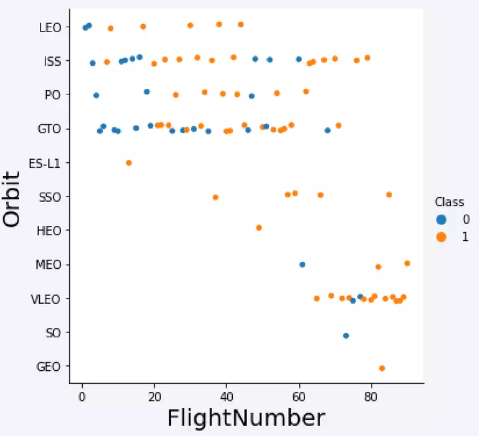 LEO
ISS
PO
GTO
ES-L1
SSO
HEO
MEO
VLEO
SO
GEO
Orbit
0 20 40 60 80
FlightNumber
Class
0
1